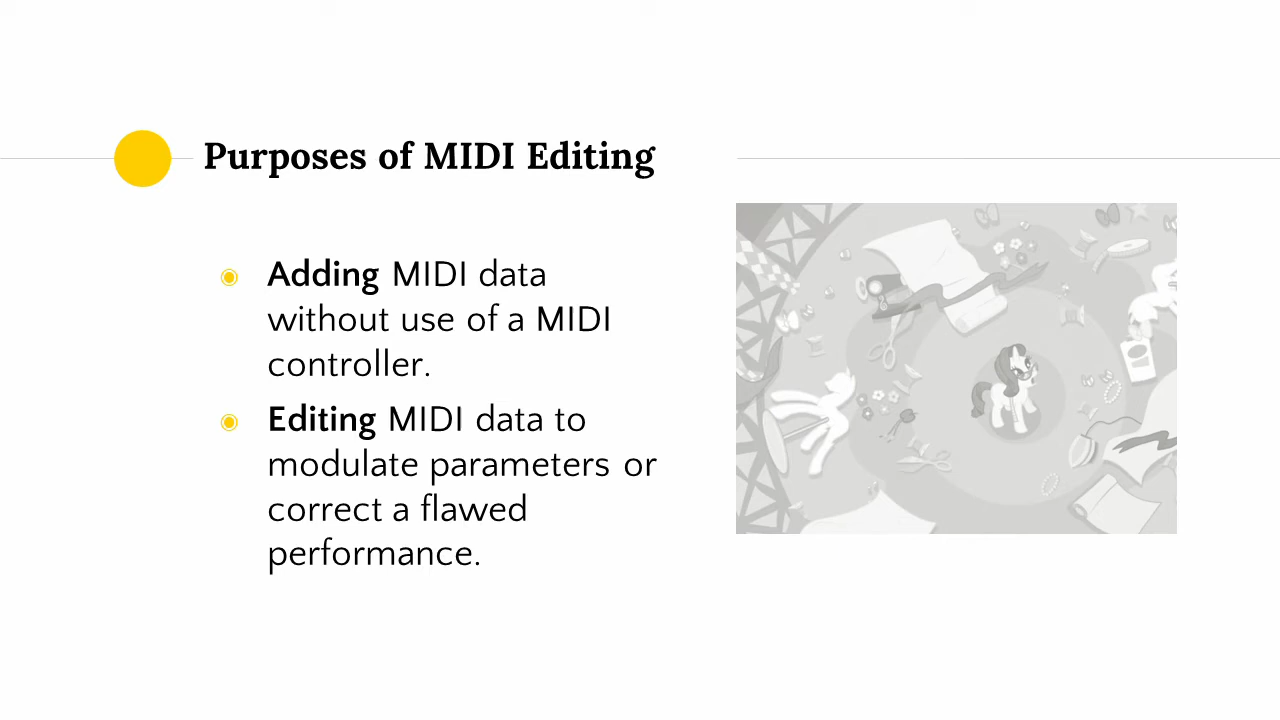 Purposes of MIDI Editing
Adding MIDI data
without use of a MIDI
controller.
Editing MIDI data to
modulate parameters or
correct a flawed
performance.